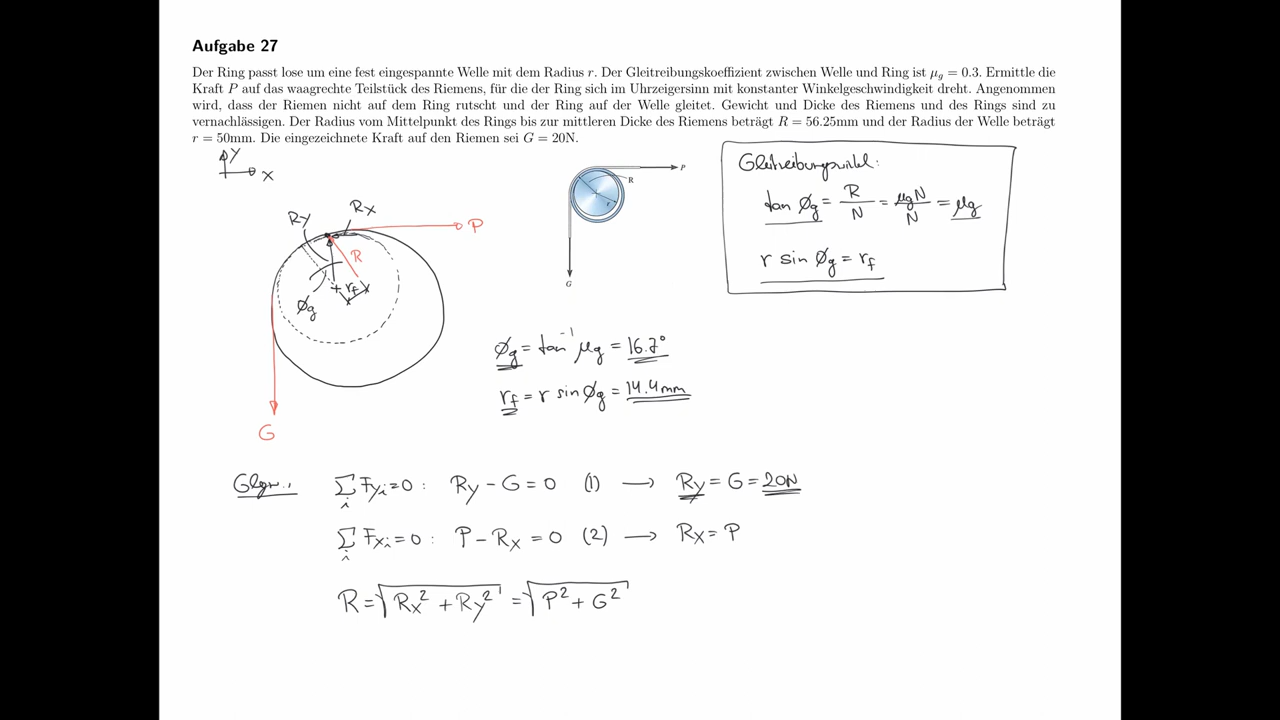 Aufgabe 27
Der Ring passt lose um eine fest eingespannte Welle mit dem Radius r. Der Gleitreibungskoeffizient zwischen Welle und Ring ist μg = 0.3. Ermittle die
Kraft P auf das waagrechte Teilstück des Riemens, für die der Ring sich im Uhrzeigersinn mit konstanter Winkelgeschwindigkeit dreht. Angenommen
wird, dass der Riemen nicht auf dem Ring rutscht und der Ring auf der Welle gleitet. Gewicht und Dicke des Riemens und des Rings sind zu
vernachlässigen. Der Radius vom Mittelpunkt des Rings bis zur mittleren Dicke des Riemens beträgt R = 56.25mm und der Radius der Welle beträgt
r = 50mm. Die eingezeichnete Kraft auf den Riemen sei G = 20N.
y
x
Ry
Rx
P
R
rf
Øg
G
P
R
r
G
Gleitreibungswinkel:
tan Øg = R/N = μgN/N = μg
r sin Øg = rf
Øg = tan⁻¹ μg = 16.7°
rf = r sin Øg = 14.4mm
Glgw.: ∑i Fyi = 0 : Ry - G = 0 (1) → Ry = G = 20N
∑i Fxi = 0 : P - Rx = 0 (2) → Rx = P
R = √(Rx² + Ry²) = √(P² + G²)